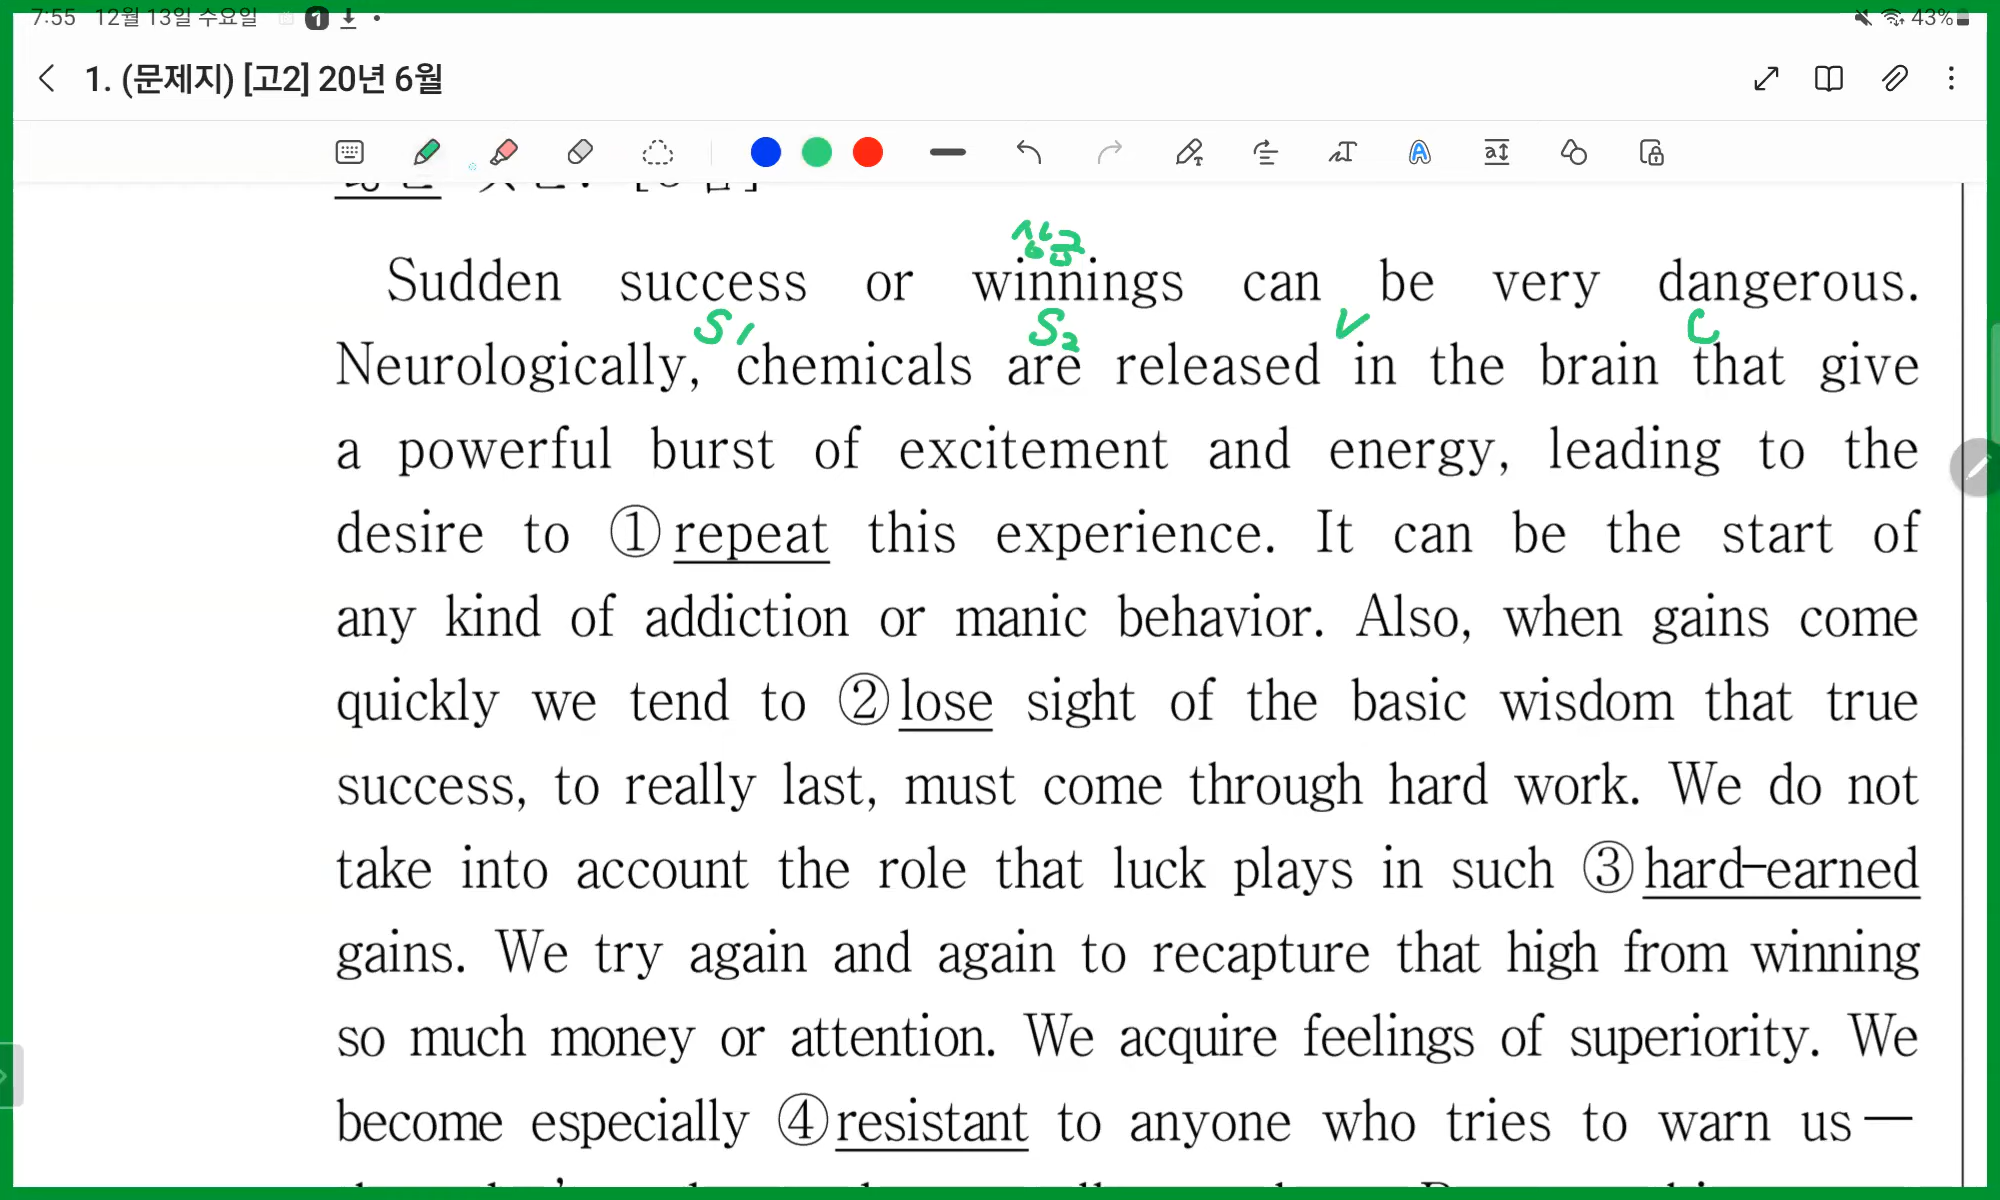 7:55 12월 13일 수요일
43%
1. (문제지) [고2] 20년 6월
상금
Sudden success or winnings can be very dangerous.
S1 S2 V C
Neurologically, chemicals are released in the brain that give
a powerful burst of excitement and energy, leading to the
desire to ① repeat this experience. It can be the start of
any kind of addiction or manic behavior. Also, when gains come
quickly we tend to ② lose sight of the basic wisdom that true
success, to really last, must come through hard work. We do not
take into account the role that luck plays in such ③ hard-earned
gains. We try again and again to recapture that high from winning
so much money or attention. We acquire feelings of superiority. We
become especially ④ resistant to anyone who tries to warn us—